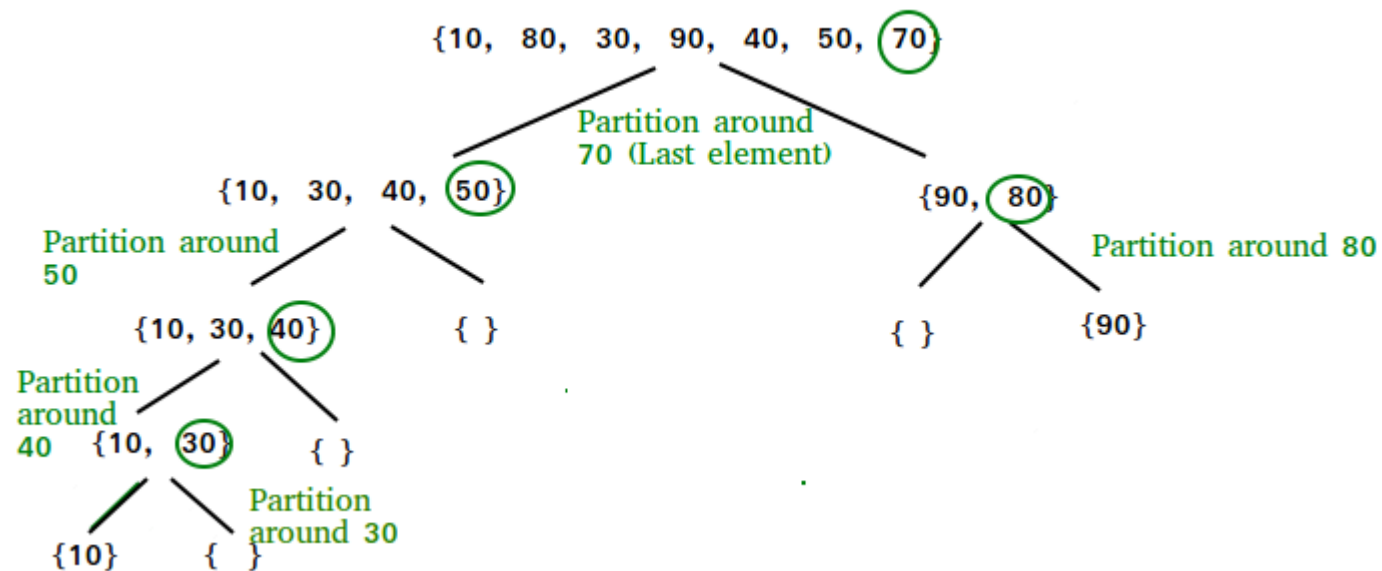 {10, 80, 30, 90, 40, 50, 70}
Partition around
70 (Last element)
{10, 30, 40, 50}
{90, 80}
Partition around
50
Partition around 80
{10, 30, 40}
{ }
{ }
{90}
Partition
around
40
{10, 30}
{ }
Partition
around 30
{10}
{ }